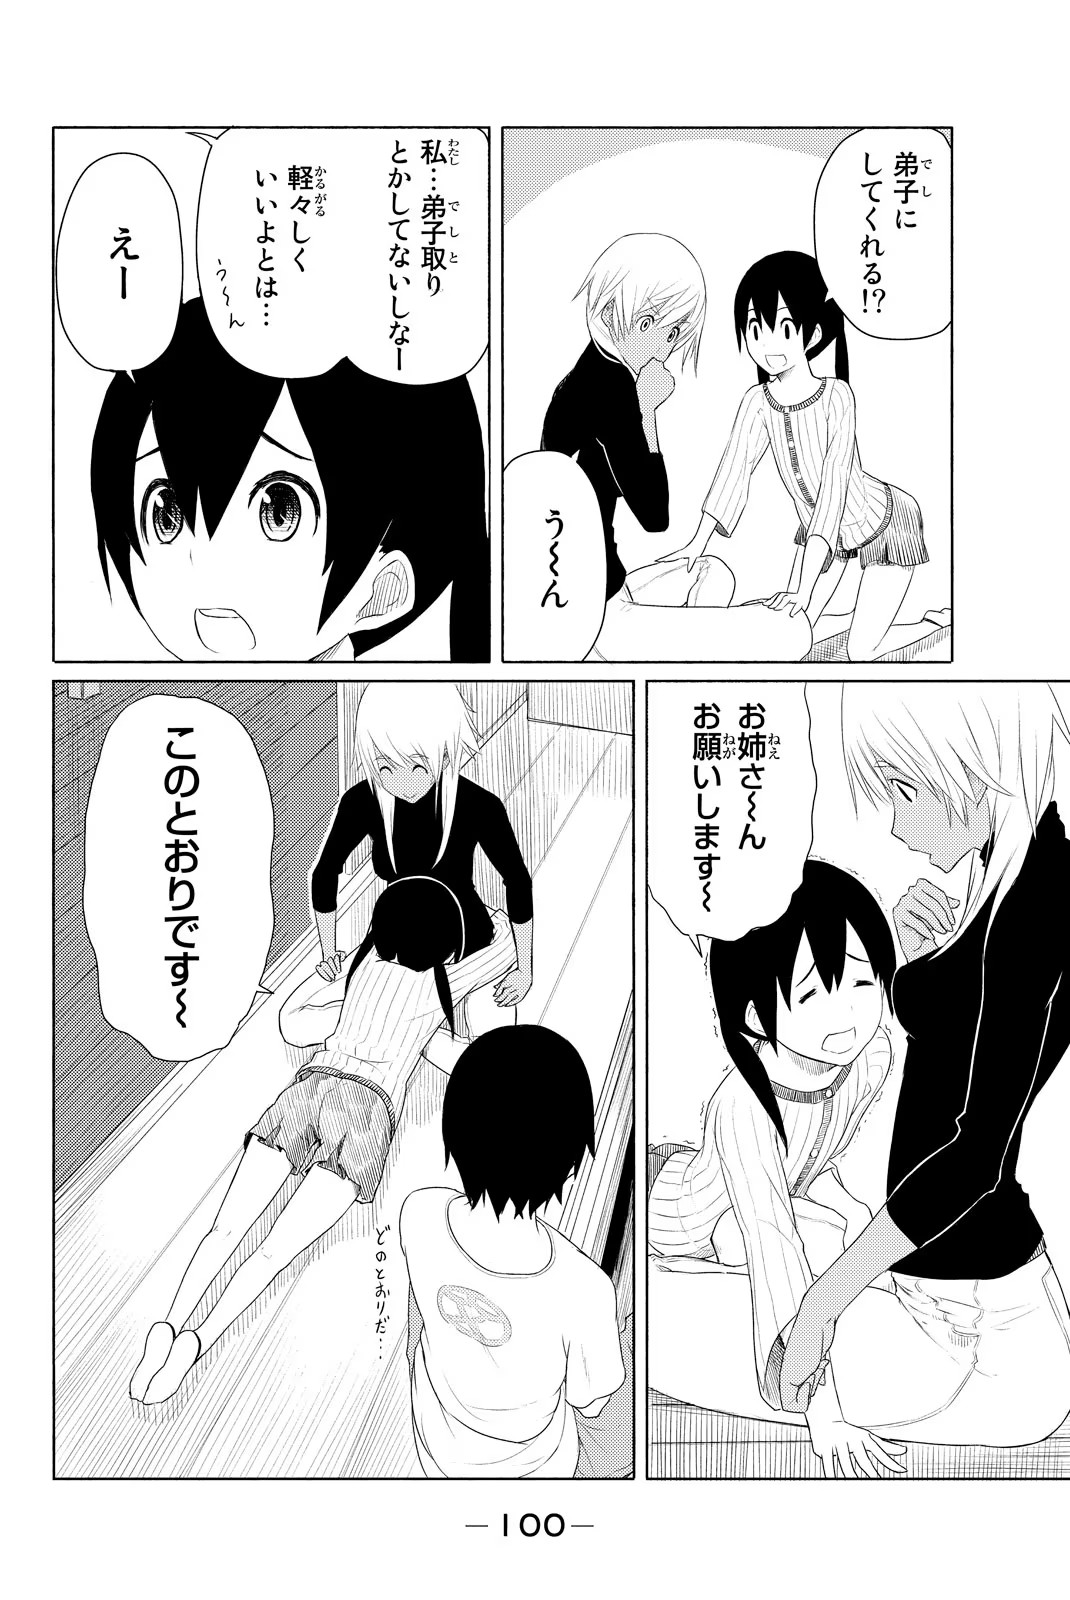 弟子に
してくれる!?
う〜ん
私…弟子取り
とかしてないしなー
軽々しく
いいよとは…
う〜ん
えー
お姉さ〜ん
お願いします〜
このとおりです〜
どのとおりだ…
—100—